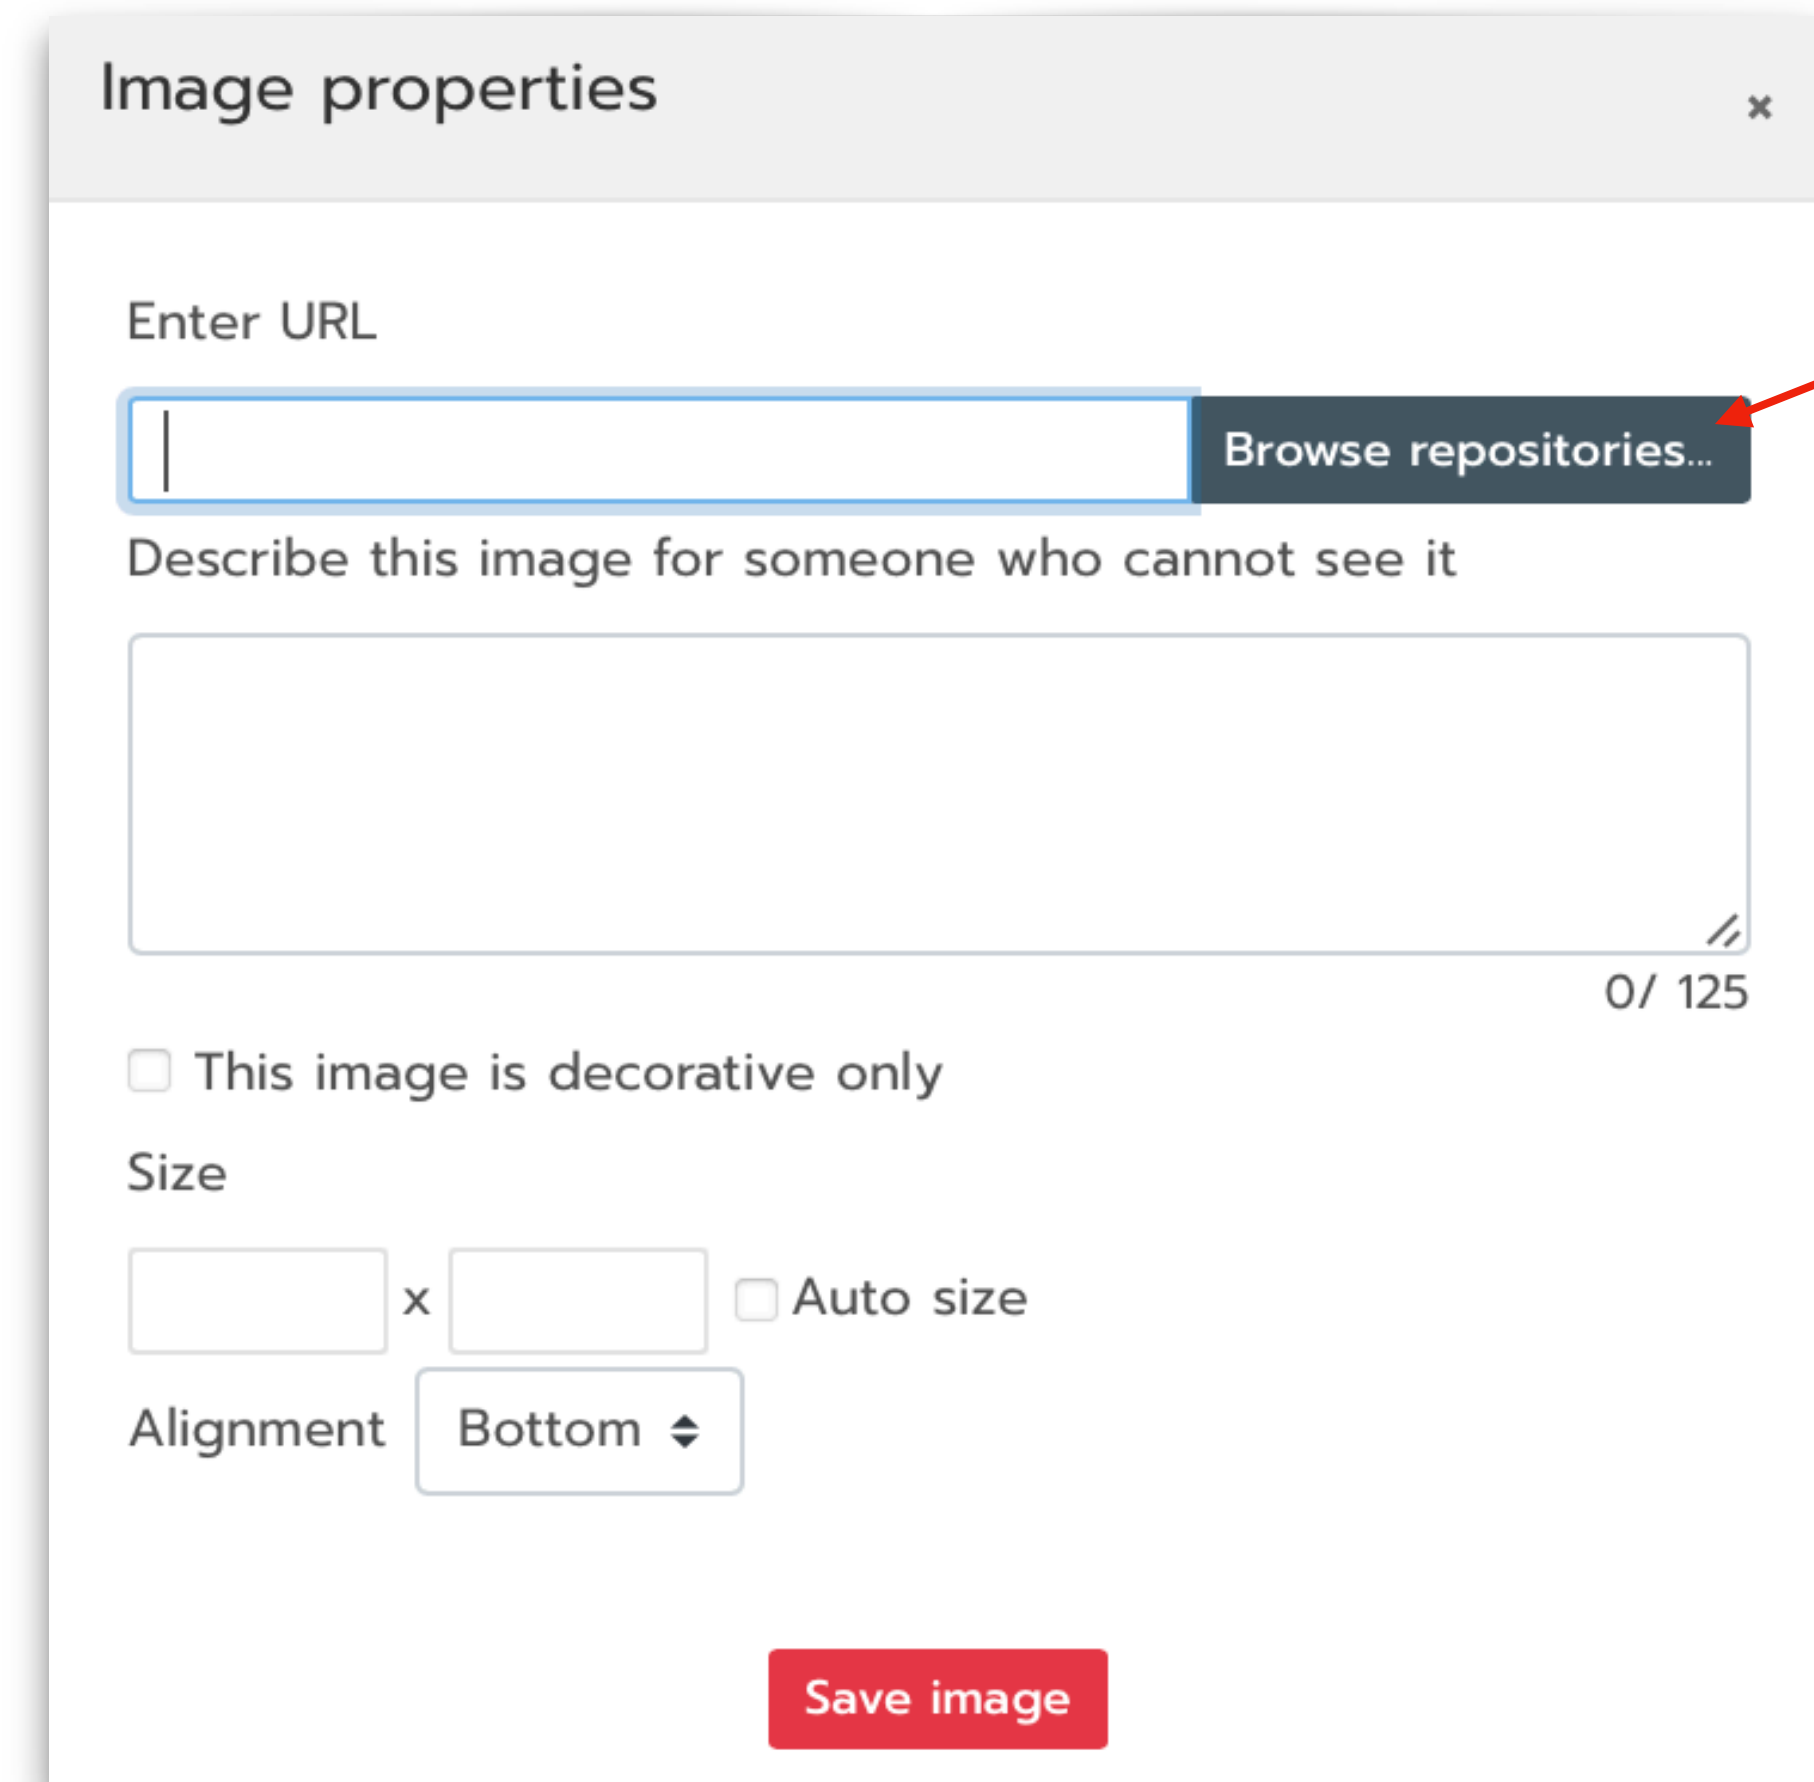 Image properties
Enter URL
Browse repositories...
Describe this image for someone who cannot see it
0/ 125
This image is decorative only
Size
x Auto size
Alignment Bottom
Save image